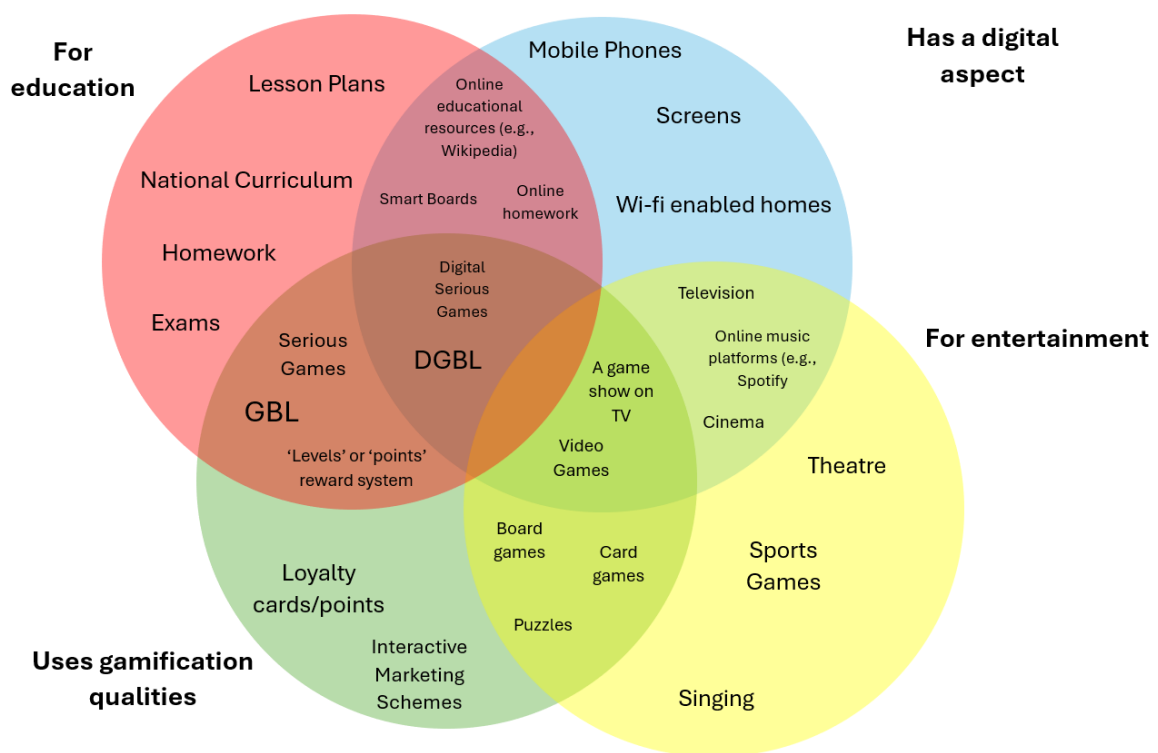 For
education
Has a digital
aspect
For entertainment
Uses gamification
qualities
Lesson Plans
National Curriculum
Homework
Exams
Online
educational
resources (e.g.,
Wikipedia)
Smart Boards
Online
homework
Mobile Phones
Screens
Wi-fi enabled homes
Digital
Serious
Games
DGBL
Serious
Games
GBL
‘Levels’ or ‘points’
reward system
Television
Online music
platforms (e.g.,
Spotify
Cinema
A game
show on
TV
Video
Games
Theatre
Sports
Games
Singing
Board
games
Card
games
Puzzles
Loyalty
cards/points
Interactive
Marketing
Schemes